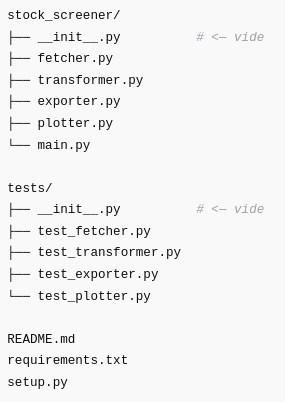 stock_screener/
├── __init__.py          # <— vide
├── fetcher.py
├── transformer.py
├── exporter.py
├── plotter.py
└── main.py
tests/
├── __init__.py          # <— vide
├── test_fetcher.py
├── test_transformer.py
├── test_exporter.py
└── test_plotter.py
README.md
requirements.txt
setup.py